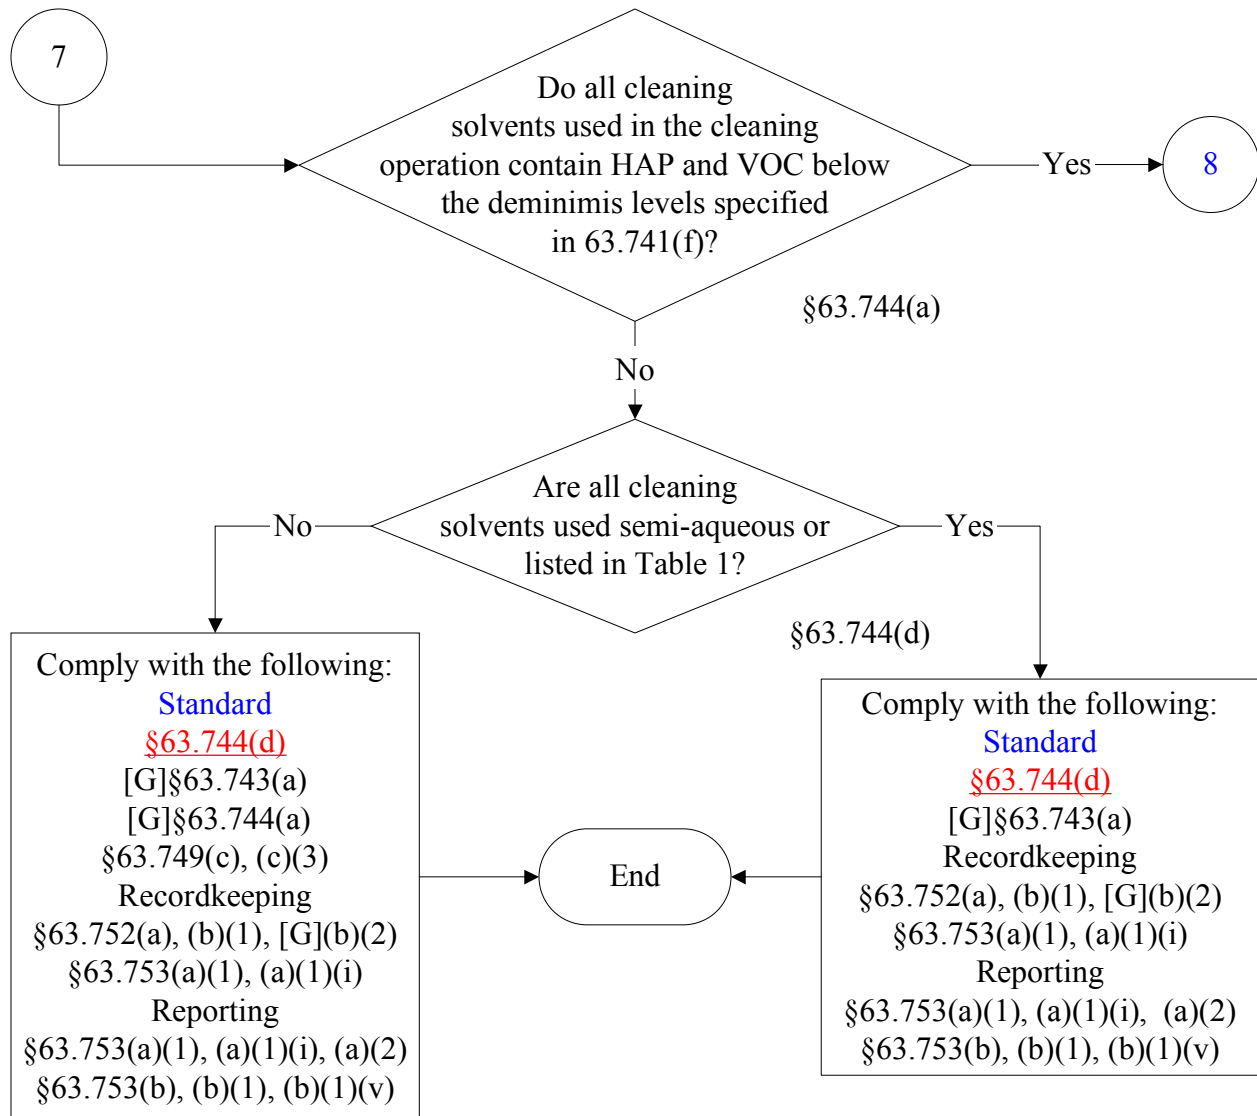 7
Do all cleaning
solvents used in the cleaning
operation contain HAP and VOC below
the deminimis levels specified
in 63.741(f)?
Yes
8
§63.744(a)
No
Are all cleaning
solvents used semi-aqueous or
listed in Table 1?
No
Yes
§63.744(d)
Comply with the following:
Standard
§63.744(d)
[G]§63.743(a)
[G]§63.744(a)
§63.749(c), (c)(3)
Recordkeeping
§63.752(a), (b)(1), [G](b)(2)
§63.753(a)(1), (a)(1)(i)
Reporting
§63.753(a)(1), (a)(1)(i), (a)(2)
§63.753(b), (b)(1), (b)(1)(v)
End
Comply with the following:
Standard
§63.744(d)
[G]§63.743(a)
Recordkeeping
§63.752(a), (b)(1), [G](b)(2)
§63.753(a)(1), (a)(1)(i)
Reporting
§63.753(a)(1), (a)(1)(i),  (a)(2)
§63.753(b), (b)(1), (b)(1)(v)